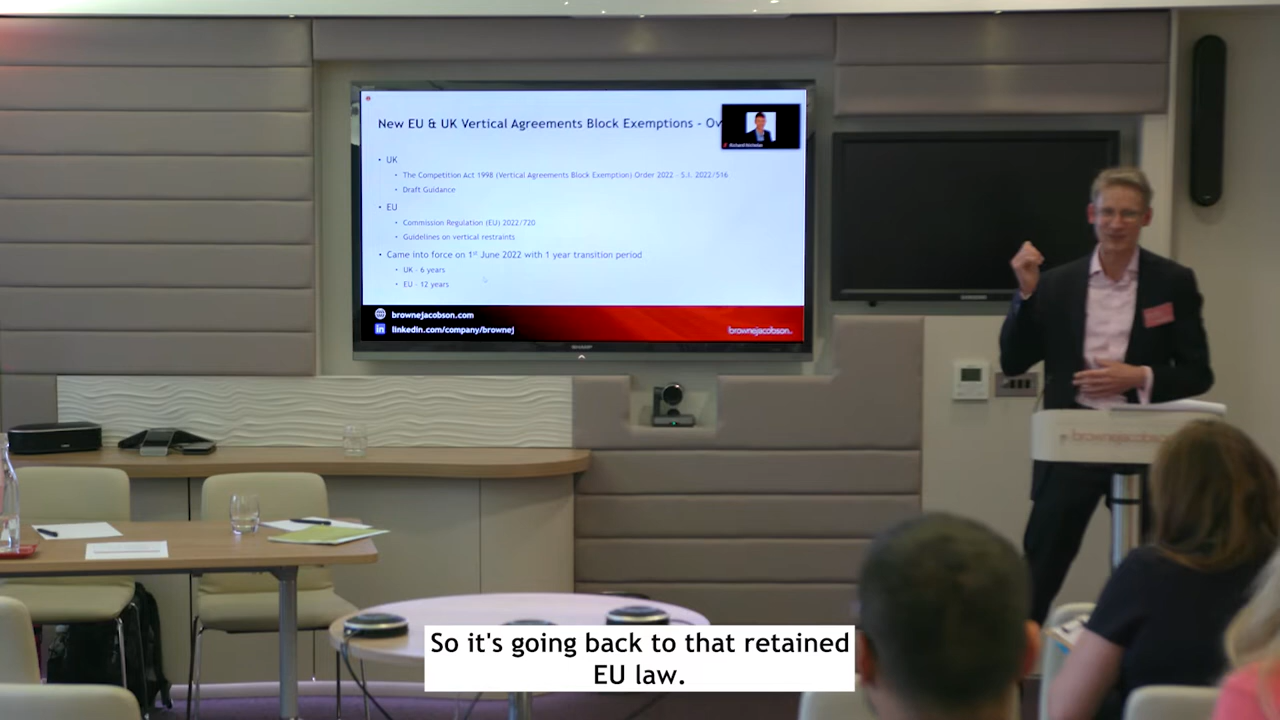 New EU & UK Vertical Agreements Block Exemptions - Ov
UK
The Competition Act 1998 (Vertical Agreements Block Exemption) Order 2022 - S.I. 2022/516
Draft Guidance
EU
Commission Regulation (EU) 2022/720
Guidelines on vertical restraints
Came into force on 1st June 2022 with 1 year transition period
UK - 6 years
EU - 12 years
brownejacobson.com
linkedin.com/company/brownej
brownejacobson
SHARP
SAMSUNG
brownejacobson
So it's going back to that retained
EU law.